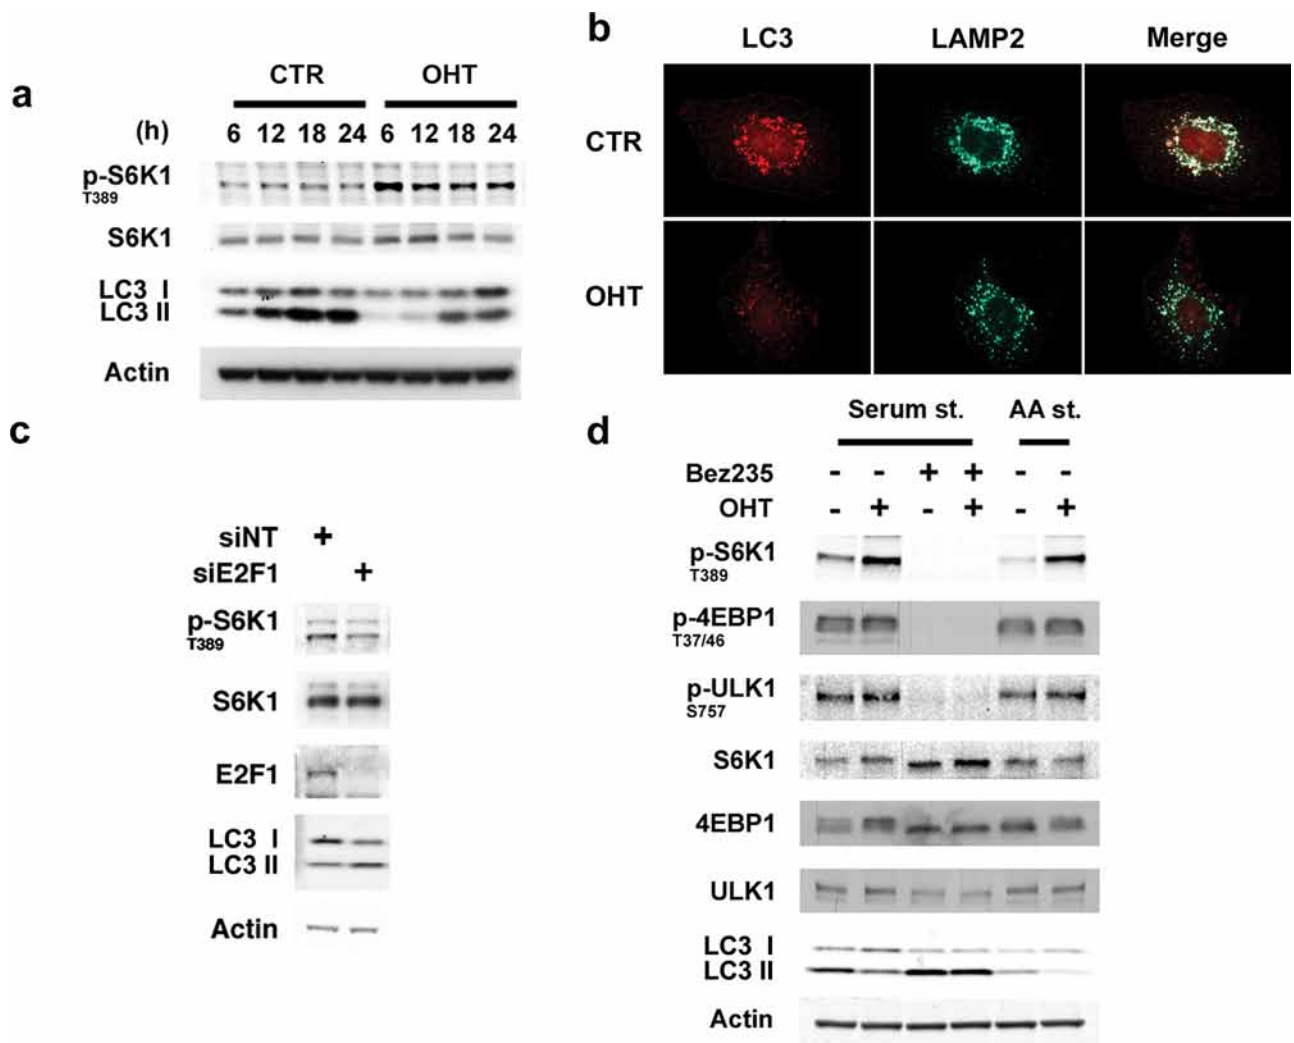 a
CTR OHT
(h) 6 12 18 24 6 12 18 24
p-S6K1
T389
S6K1
LC3 I
LC3 II
Actin
b
LC3 LAMP2 Merge
CTR
OHT
c
siNT +
siE2F1 +
p-S6K1
T389
S6K1
E2F1
LC3 I
LC3 II
Actin
d
Serum st. AA st.
Bez235 - - + + - -
OHT - + - + - +
p-S6K1
T389
p-4EBP1
T37/46
p-ULK1
S757
S6K1
4EBP1
ULK1
LC3 I
LC3 II
Actin